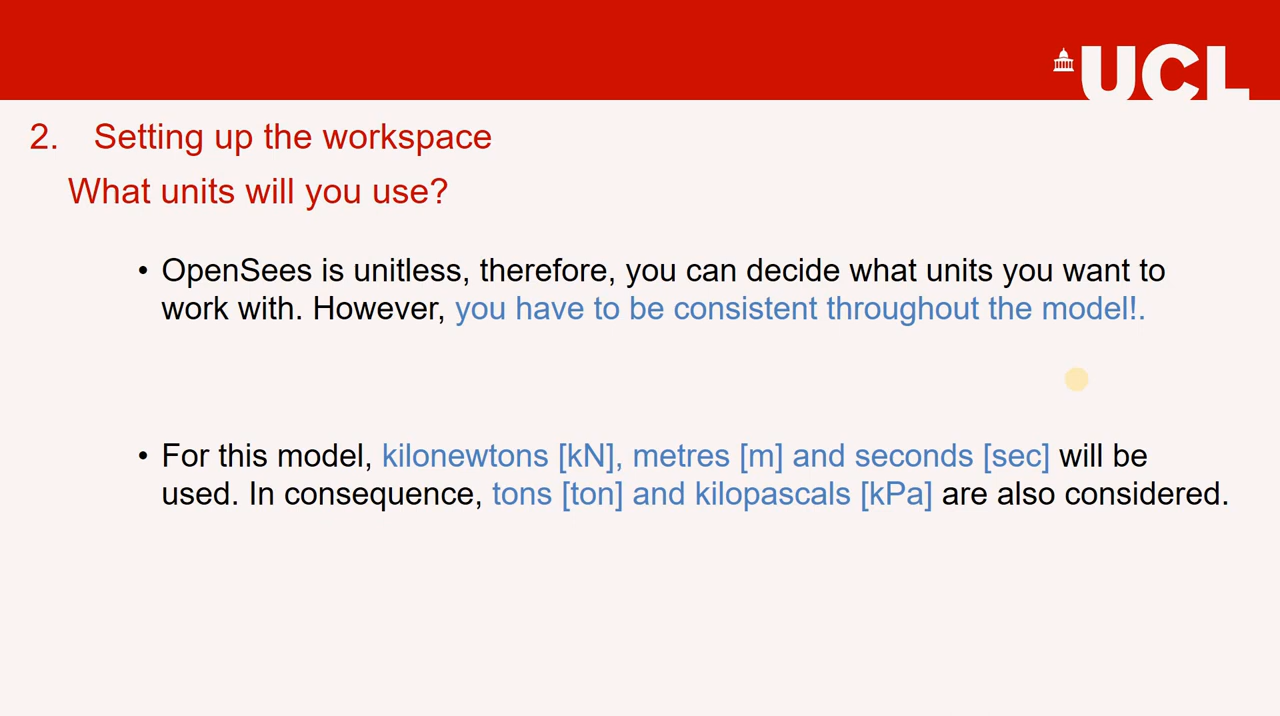 UCL
2. Setting up the workspace
What units will you use?
• OpenSees is unitless, therefore, you can decide what units you want to
work with. However, you have to be consistent throughout the model!.
• For this model, kilonewtons [kN], metres [m] and seconds [sec] will be
used. In consequence, tons [ton] and kilopascals [kPa] are also considered.